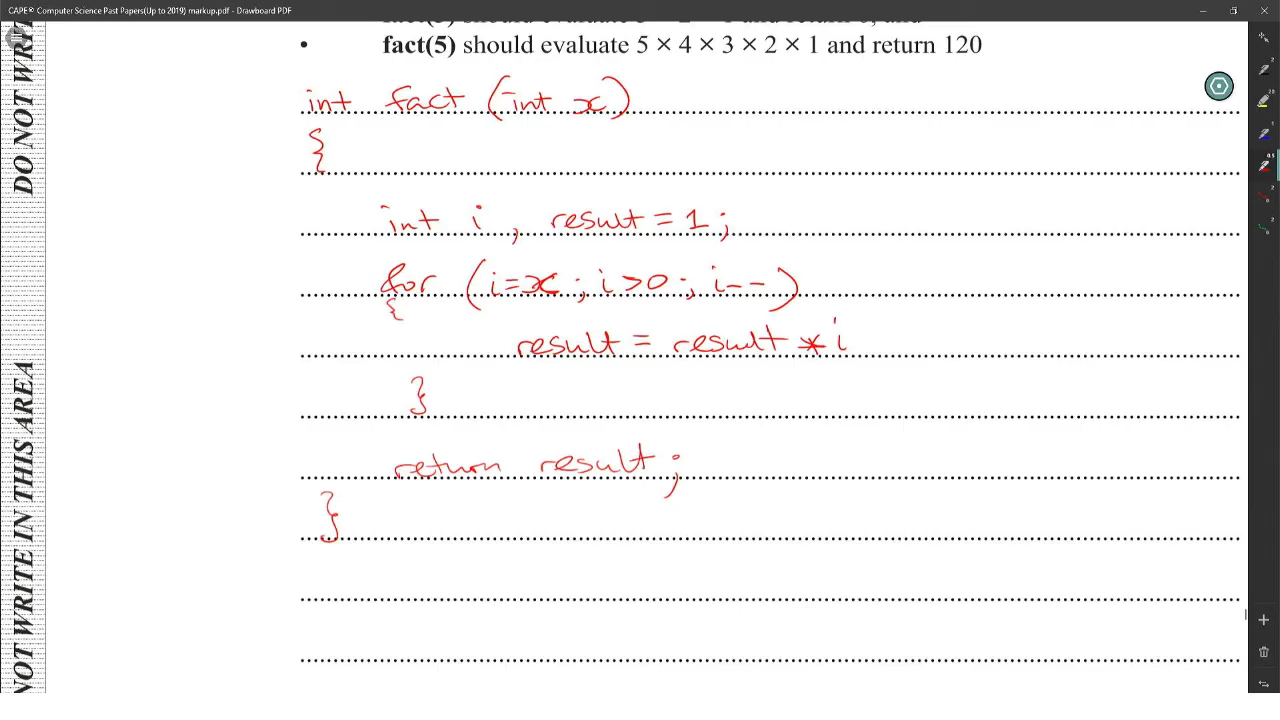 CAPE® Computer Science Past Papers(Up to 2019) markup.pdf - Drawboard PDF
• fact(5) should evaluate 5 × 4 × 3 × 2 × 1 and return 120
int fact (int x)
{
int i, result = 1;
for (i=x; i>0; i--)
{
result = result * i
}
return result;
}
DO NOT WRIT
NOT WRITE IN THIS AREA